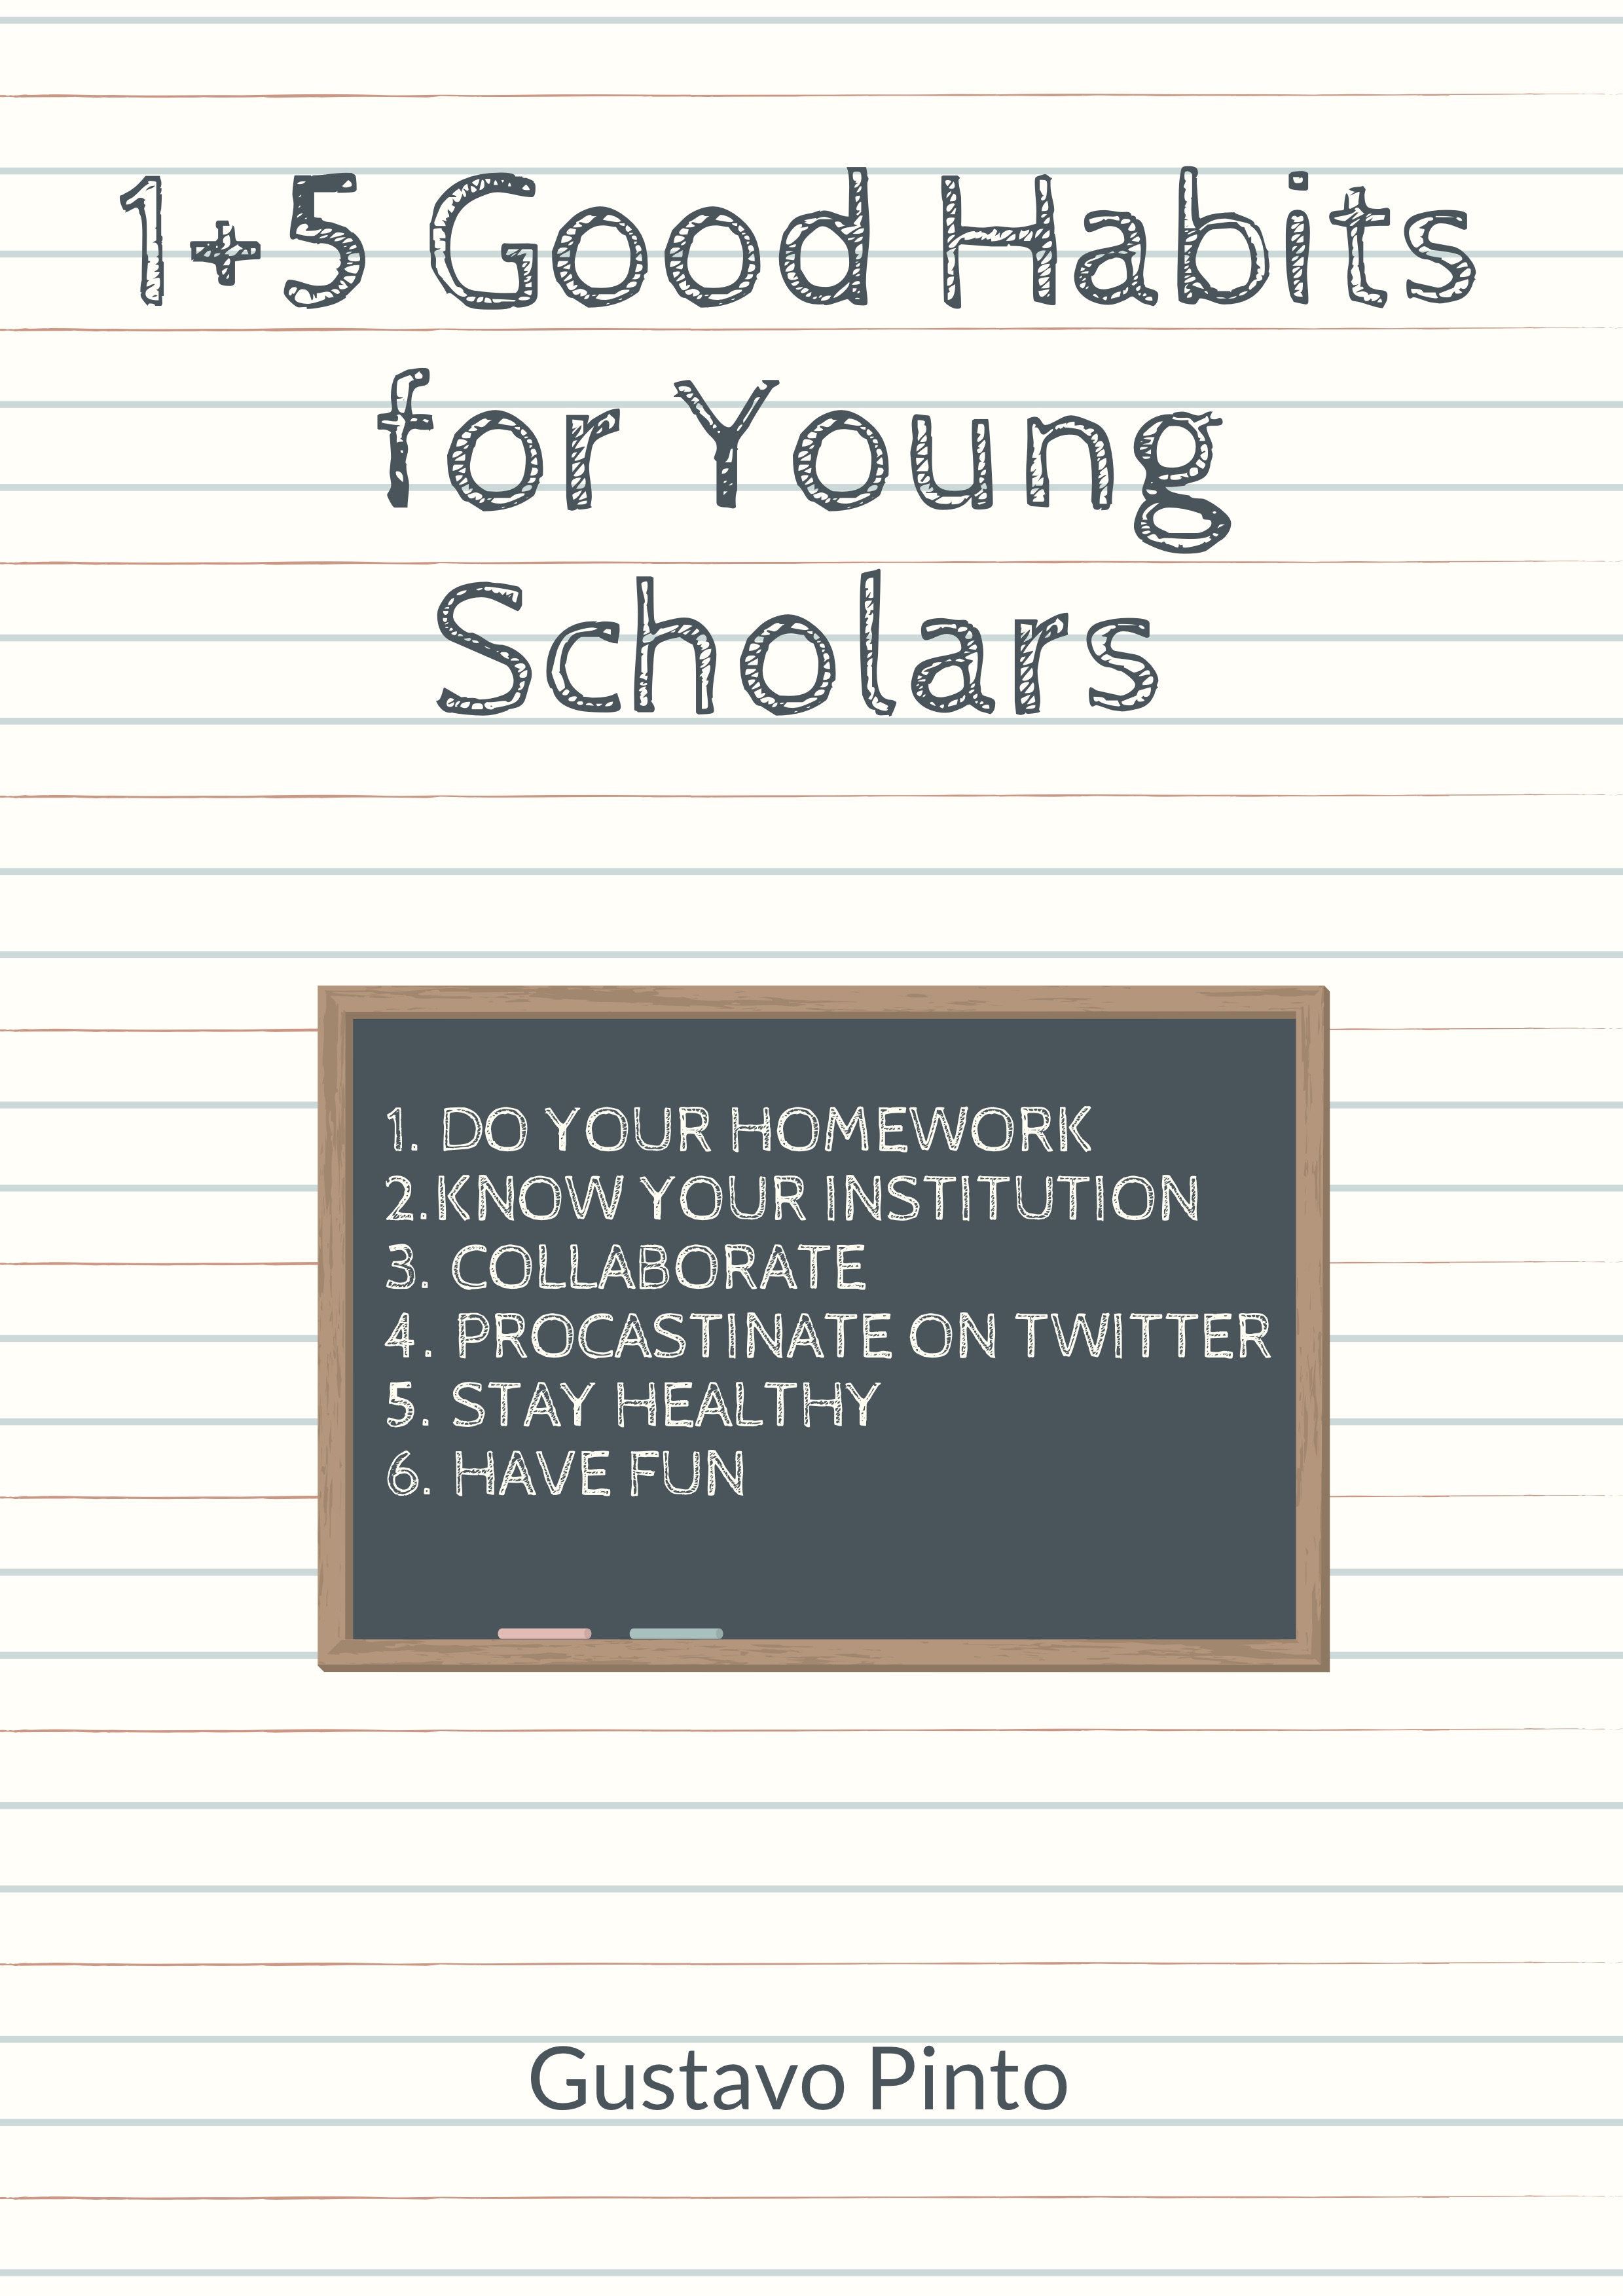 1+5 Good Habits
for Young
Scholars
1. DO YOUR HOMEWORK
2.KNOW YOUR INSTITUTION
3. COLLABORATE
4. PROCASTINATE ON TWITTER
5. STAY HEALTHY
6. HAVE FUN
Gustavo Pinto